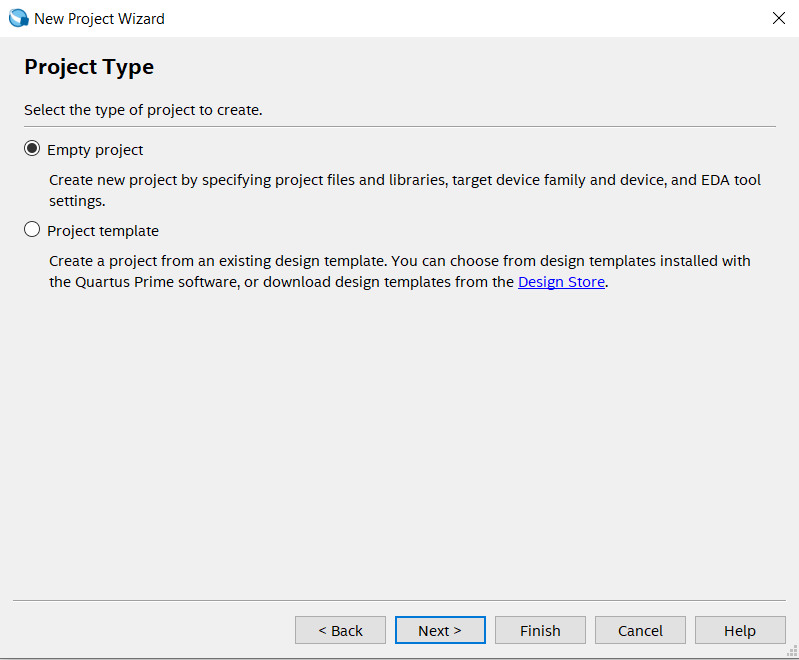 New Project Wizard
Project Type
Select the type of project to create.
Empty project
Create new project by specifying project files and libraries, target device family and device, and EDA tool
settings.
Project template
Create a project from an existing design template. You can choose from design templates installed with
the Quartus Prime software, or download design templates from the Design Store.
< Back Next > Finish Cancel Help